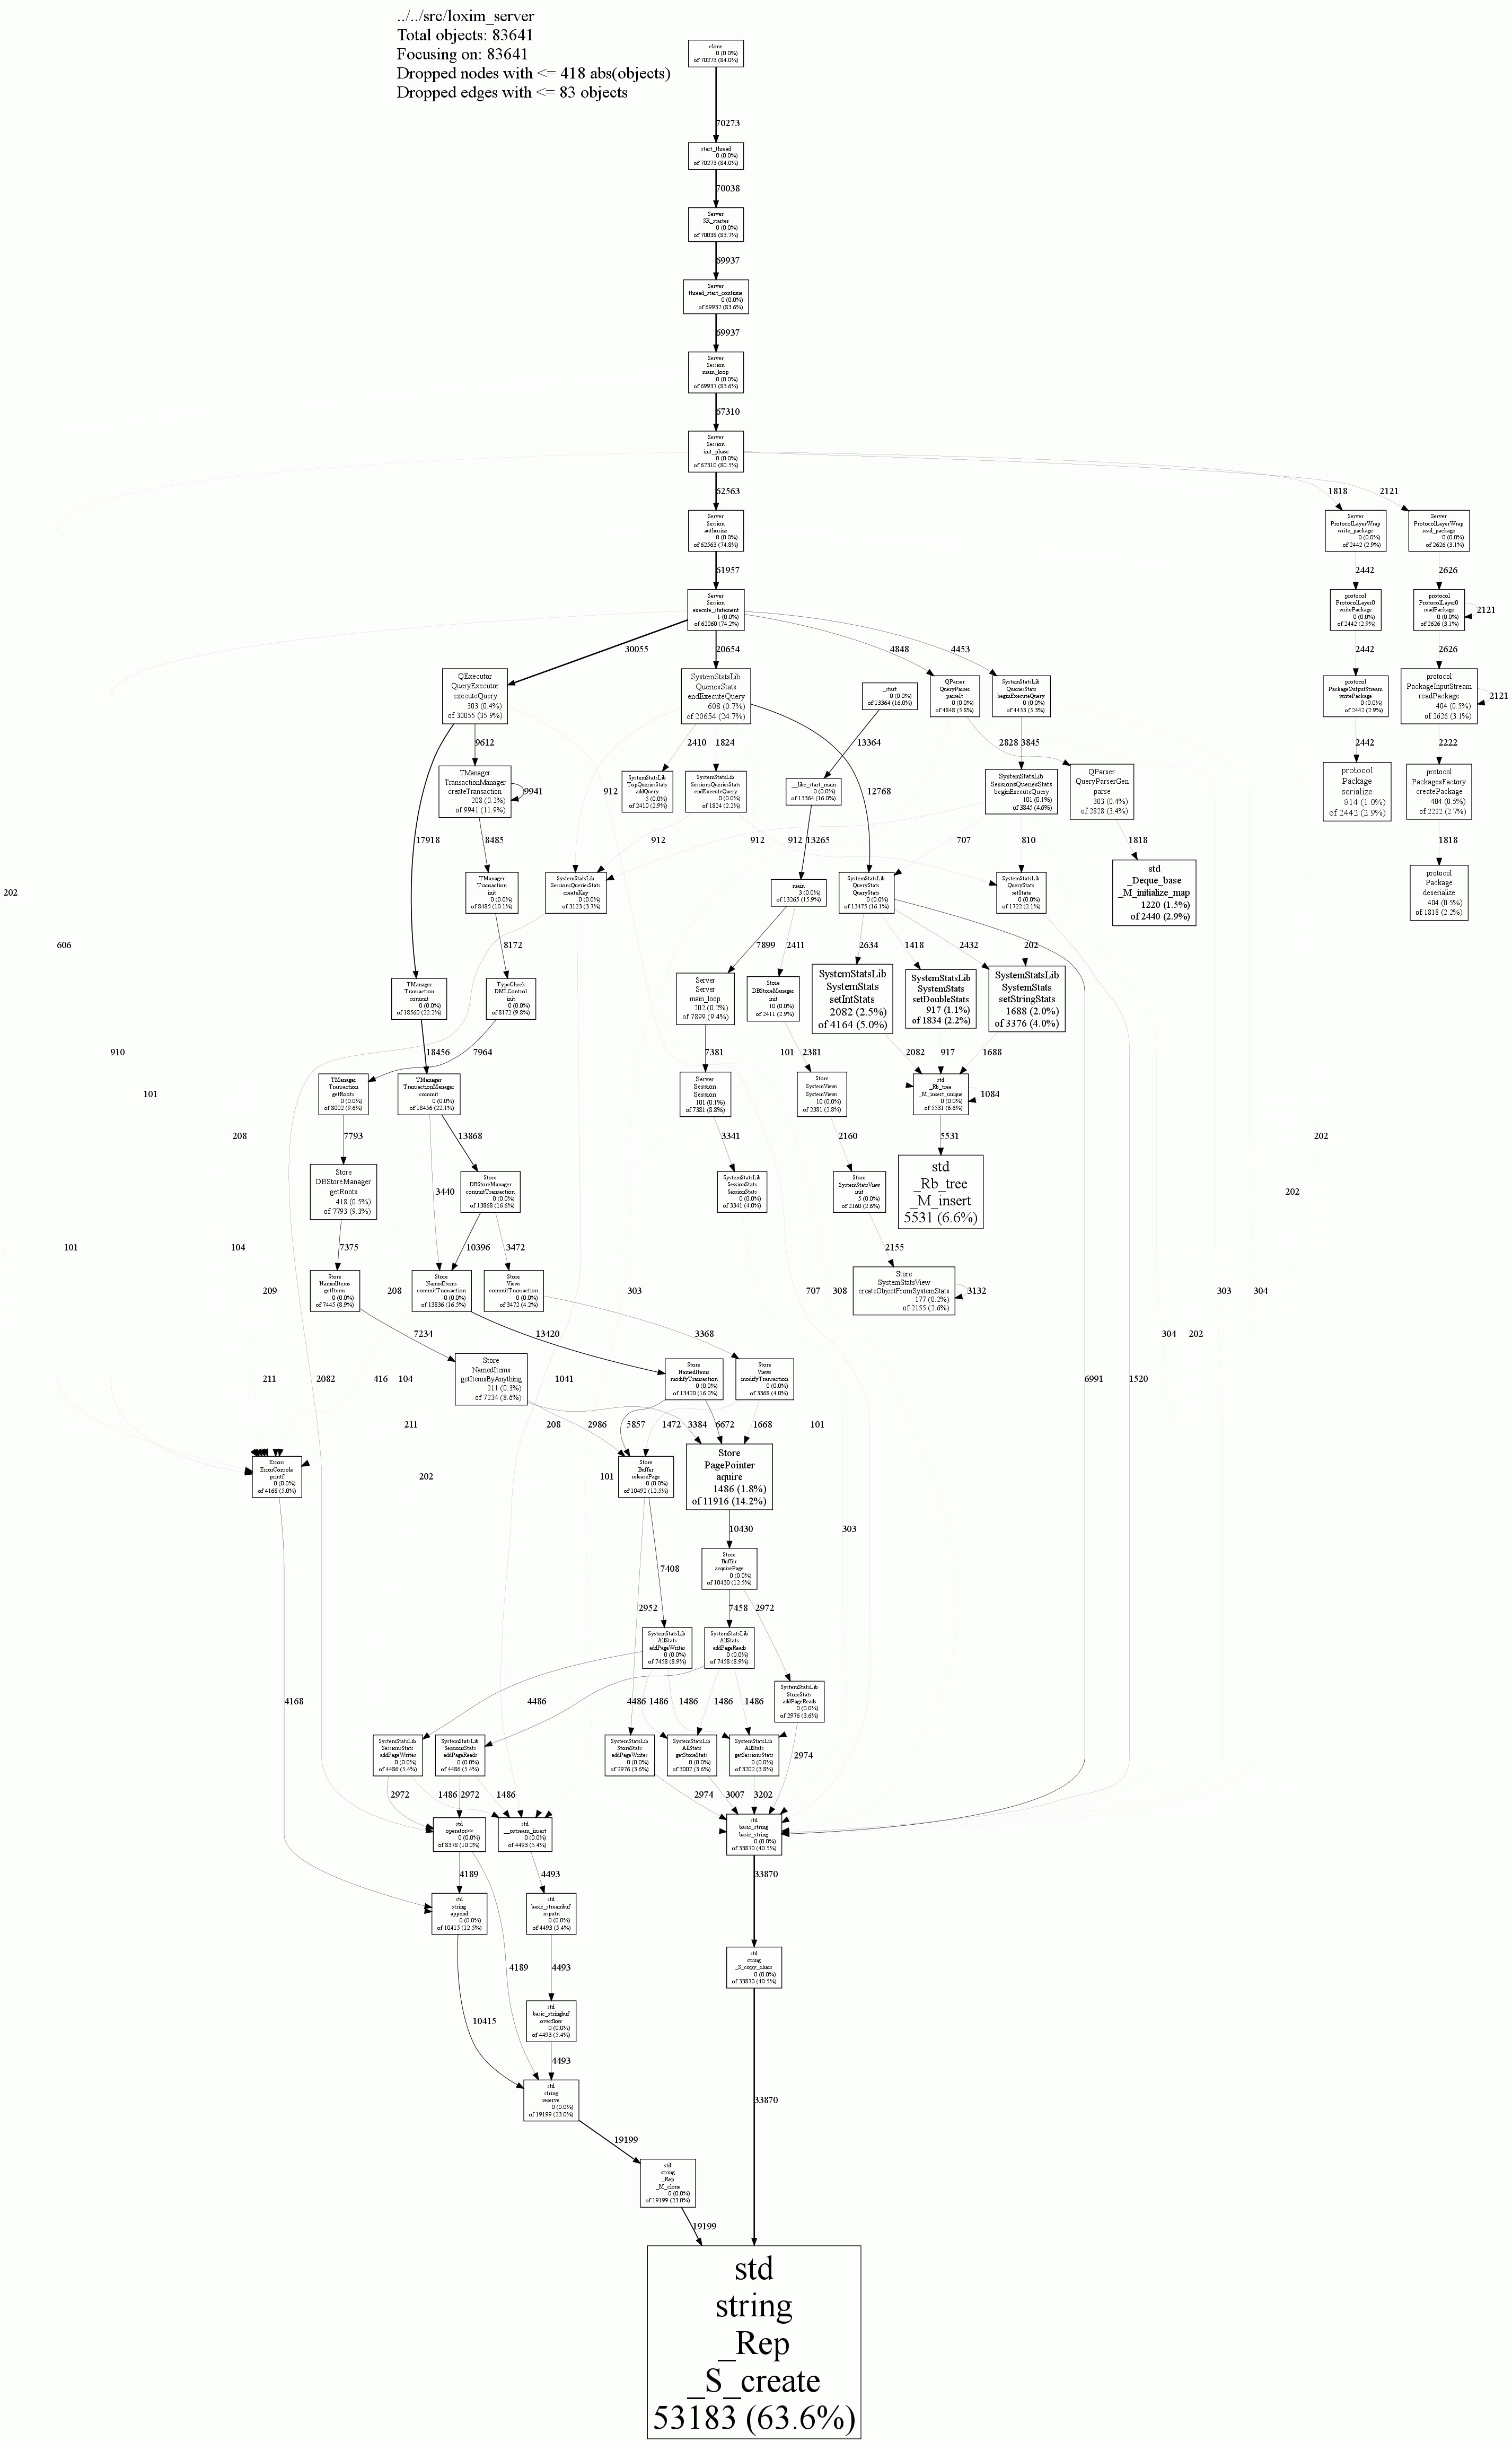 ../../src/loxim_server
Total objects: 83641
Focusing on: 83641
Dropped nodes with <= 418 abs(objects)
Dropped edges with <= 83 objects
clone
0 (0.0%)
of 70273 (84.0%)
70273
start_thread
0 (0.0%)
of 70273 (84.0%)
70038
Server
SR_starter
0 (0.0%)
of 70038 (83.7%)
69937
Server
thread_start_continue
0 (0.0%)
of 69937 (83.6%)
69937
Server
Session
main_loop
0 (0.0%)
of 69937 (83.6%)
67310
Server
Session
init_phase
0 (0.0%)
of 67310 (80.5%)
62563
1818
2121
Server
Session
authorize
0 (0.0%)
of 62563 (74.8%)
Server
ProtocolLayerWrap
write_package
0 (0.0%)
of 2442 (2.9%)
Server
ProtocolLayerWrap
read_package
0 (0.0%)
of 2626 (3.1%)
61957
2442
2626
Server
Session
execute_statement
1 (0.0%)
of 62060 (74.2%)
protocol
ProtocolLayer0
writePackage
0 (0.0%)
of 2442 (2.9%)
protocol
ProtocolLayer0
readPackage
0 (0.0%)
of 2626 (3.1%)
2121
30055
20654
4848
4453
2442
2626
QExecutor
QueryExecutor
executeQuery
303 (0.4%)
of 30055 (35.9%)
SystemStatsLib
QueriesStats
endExecuteQuery
608 (0.7%)
of 20654 (24.7%)
_start
0 (0.0%)
of 13364 (16.0%)
QParser
QueryParser
parseIt
0 (0.0%)
of 4848 (5.8%)
SystemStatsLib
QueriesStats
beginExecuteQuery
0 (0.0%)
of 4453 (5.3%)
protocol
PackageOutputStream
writePackage
0 (0.0%)
of 2442 (2.9%)
protocol
PackageInputStream
readPackage
404 (0.5%)
of 2626 (3.1%)
2121
9612
2410
1824
13364
2828
3845
2442
2222
TManager
TransactionManager
createTransaction
208 (0.2%)
of 9941 (11.9%)
9941
SystemStatsLib
TopQueriesStats
addQuery
5 (0.0%)
of 2410 (2.9%)
SystemStatsLib
SessionsQueriesStats
endExecuteQuery
0 (0.0%)
of 1824 (2.2%)
__libc_start_main
0 (0.0%)
of 13364 (16.0%)
SystemStatsLib
SessionsQueriesStats
beginExecuteQuery
101 (0.1%)
of 3845 (4.6%)
QParser
QueryParserGen
parse
303 (0.4%)
of 2828 (3.4%)
protocol
Package
serialize
814 (1.0%)
of 2442 (2.9%)
protocol
PackagesFactory
createPackage
404 (0.5%)
of 2222 (2.7%)
912
12768
17918
8485
912
912
912
13265
707
810
1818
1818
TManager
Transaction
init
0 (0.0%)
of 8485 (10.1%)
SystemStatsLib
SessionQueriesStats
createKey
0 (0.0%)
of 3123 (3.7%)
main
3 (0.0%)
of 13265 (15.9%)
SystemStatsLib
QueryStats
QueryStats
0 (0.0%)
of 13475 (16.1%)
SystemStatsLib
QueryStats
setState
0 (0.0%)
of 1722 (2.1%)
std
_Deque_base
_M_initialize_map
1220 (1.5%)
of 2440 (2.9%)
protocol
Package
deserialize
404 (0.5%)
of 1818 (2.2%)
202
606
8172
7899
2411
2634
1418
2432
202
TManager
Transaction
commit
0 (0.0%)
of 18560 (22.2%)
TypeCheck
DMLControl
init
0 (0.0%)
of 8172 (9.8%)
Server
Server
main_loop
202 (0.2%)
of 7899 (9.4%)
Store
DBStoreManager
init
10 (0.0%)
of 2411 (2.9%)
SystemStatsLib
SystemStats
setIntStats
2082 (2.5%)
of 4164 (5.0%)
SystemStatsLib
SystemStats
setDoubleStats
917 (1.1%)
of 1834 (2.2%)
SystemStatsLib
SystemStats
setStringStats
1688 (2.0%)
of 3376 (4.0%)
910
18456
7964
7381
101
2381
2082
917
1688
101
TManager
Transaction
getRoots
0 (0.0%)
of 8002 (9.6%)
TManager
TransactionManager
commit
0 (0.0%)
of 18456 (22.1%)
Server
Session
Session
101 (0.1%)
of 7381 (8.8%)
Store
SystemViews
SystemViews
10 (0.0%)
of 2381 (2.8%)
std
_Rb_tree
_M_insert_unique
0 (0.0%)
of 5531 (6.6%)
1084
208
7793
13868
3341
2160
5531
202
Store
DBStoreManager
getRoots
418 (0.5%)
of 7793 (9.3%)
3440
Store
DBStoreManager
commitTransaction
0 (0.0%)
of 13868 (16.6%)
SystemStatsLib
SessionStats
SessionStats
0 (0.0%)
of 3341 (4.0%)
Store
SystemStatsView
init
5 (0.0%)
of 2160 (2.6%)
std
_Rb_tree
_M_insert
5531 (6.6%)
202
101
104
7375
10396
3472
2155
Store
NamedItems
getItems
0 (0.0%)
of 7445 (8.9%)
Store
NamedItems
commitTransaction
0 (0.0%)
of 13836 (16.5%)
Store
Views
commitTransaction
0 (0.0%)
of 3472 (4.2%)
Store
SystemStatsView
createObjectFromSystemStats
177 (0.2%)
of 2155 (2.6%)
3132
209
208
303
707
308
303
304
7234
13420
3368
304
202
Store
NamedItems
getItemsByAnything
211 (0.3%)
of 7234 (8.6%)
Store
NamedItems
modifyTransaction
0 (0.0%)
of 13420 (16.0%)
Store
Views
modifyTransaction
0 (0.0%)
of 3368 (4.0%)
211
2082
416
104
1041
6991
1520
211
208
2986
5857
1472
3384
6672
1668
101
Errors
ErrorConsole
printf
0 (0.0%)
of 4168 (5.0%)
202
101
Store
Buffer
releasePage
0 (0.0%)
of 10492 (12.5%)
Store
PagePointer
aquire
1486 (1.8%)
of 11916 (14.2%)
10430
303
Store
Buffer
acquirePage
0 (0.0%)
of 10430 (12.5%)
7408
2952
7458
2972
SystemStatsLib
AllStats
addPageWrites
0 (0.0%)
of 7458 (8.9%)
SystemStatsLib
AllStats
addPageReads
0 (0.0%)
of 7458 (8.9%)
SystemStatsLib
StoreStats
addPageReads
0 (0.0%)
of 2976 (3.6%)
4168
4486
4486
1486
1486
1486
1486
SystemStatsLib
SessionsStats
addPageWrites
0 (0.0%)
of 4486 (5.4%)
SystemStatsLib
SessionsStats
addPageReads
0 (0.0%)
of 4486 (5.4%)
SystemStatsLib
StoreStats
addPageWrites
0 (0.0%)
of 2976 (3.6%)
SystemStatsLib
AllStats
getStoreStats
0 (0.0%)
of 3007 (3.6%)
SystemStatsLib
AllStats
getSessionsStats
0 (0.0%)
of 3202 (3.8%)
2974
2972
1486
2972
1486
2974
3007
3202
std
operator>>
0 (0.0%)
of 8378 (10.0%)
std
__ostream_insert
0 (0.0%)
of 4493 (5.4%)
std
basic_string
basic_string
0 (0.0%)
of 33870 (40.5%)
4189
4493
33870
std
string
append
0 (0.0%)
of 10415 (12.5%)
std
basic_streambuf
xsputn
0 (0.0%)
of 4493 (5.4%)
std
string
_S_copy_chars
0 (0.0%)
of 33870 (40.5%)
4189
4493
std
basic_stringbuf
overflow
0 (0.0%)
of 4493 (5.4%)
10415
4493
std
string
reserve
0 (0.0%)
of 19199 (23.0%)
33870
19199
std
string
_Rep
_M_clone
0 (0.0%)
of 19199 (23.0%)
19199
std
string
_Rep
_S_create
53183 (63.6%)